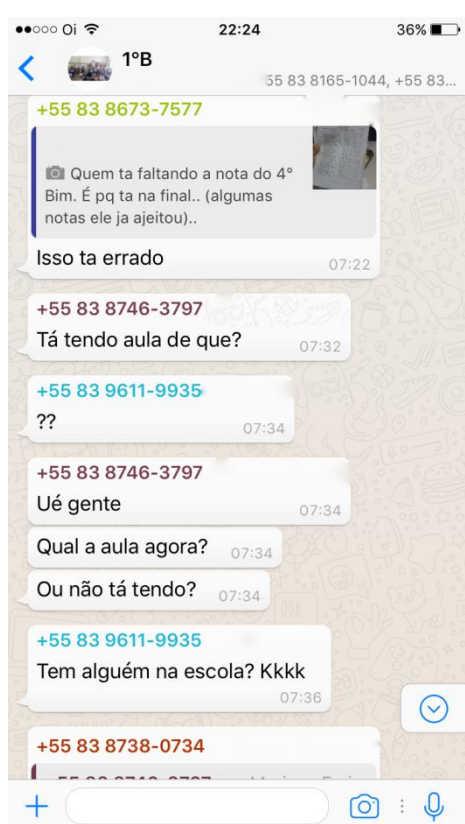 Oi 22:24 36%
1°B
55 83 8165-1044, +55 83...
+55 83 8673-7577
Quem ta faltando a nota do 4°
Bim. É pq ta na final.. (algumas
notas ele ja ajeitou)..
Isso ta errado
07:22
+55 83 8746-3797
Tá tendo aula de que?
07:32
+55 83 9611-9935
??
07:34
+55 83 8746-3797
Ué gente
07:34
Qual a aula agora?
07:34
Ou não tá tendo?
07:34
+55 83 9611-9935
Tem alguém na escola? Kkkk
07:36
+55 83 8738-0734